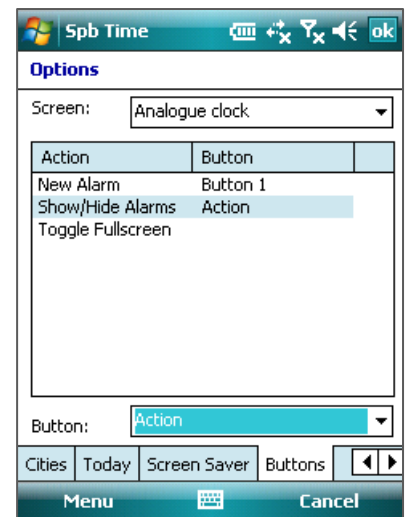 Spb Time ok
Options
Screen: Analogue clock
Action Button
New Alarm Button 1
Show/Hide Alarms Action
Toggle Fullscreen
Button: Action
Cities Today Screen Saver Buttons
Menu Cancel